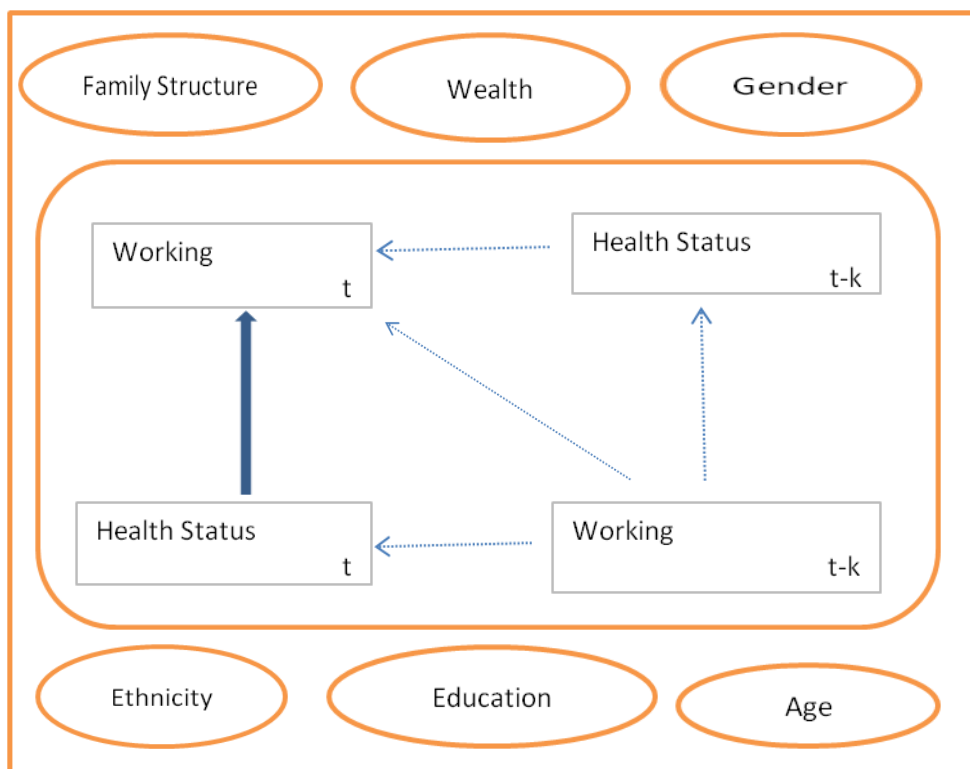 Family Structure
Wealth
Gender
Working
t
Health Status
t-k
Health Status
t
Working
t-k
Ethnicity
Education
Age